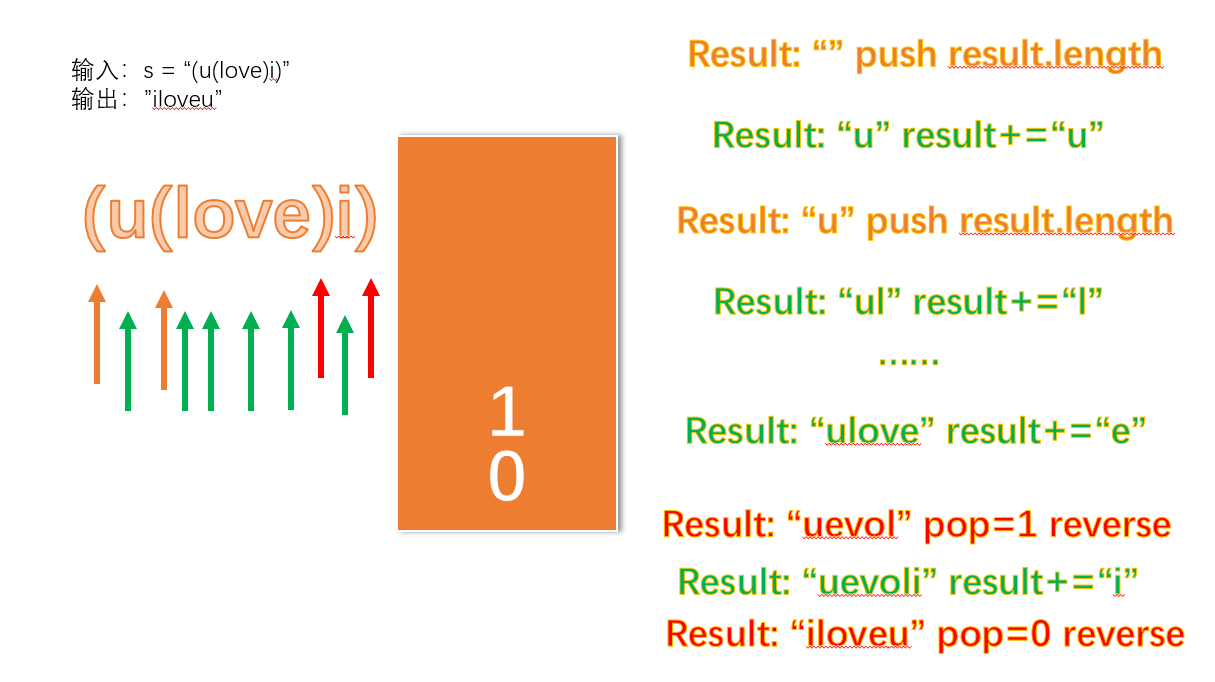 输入：s = “(u(love)i)”
输出：”iloveu”
(u(love)i)
1
0
Result: “” push result.length
Result: “u” result+=“u”
Result: “u” push result.length
Result: “ul” result+=“l”
……
Result: “ulove” result+=“e”
Result: “uevol” pop=1 reverse
Result: “uevoli” result+=“i”
Result: “iloveu” pop=0 reverse